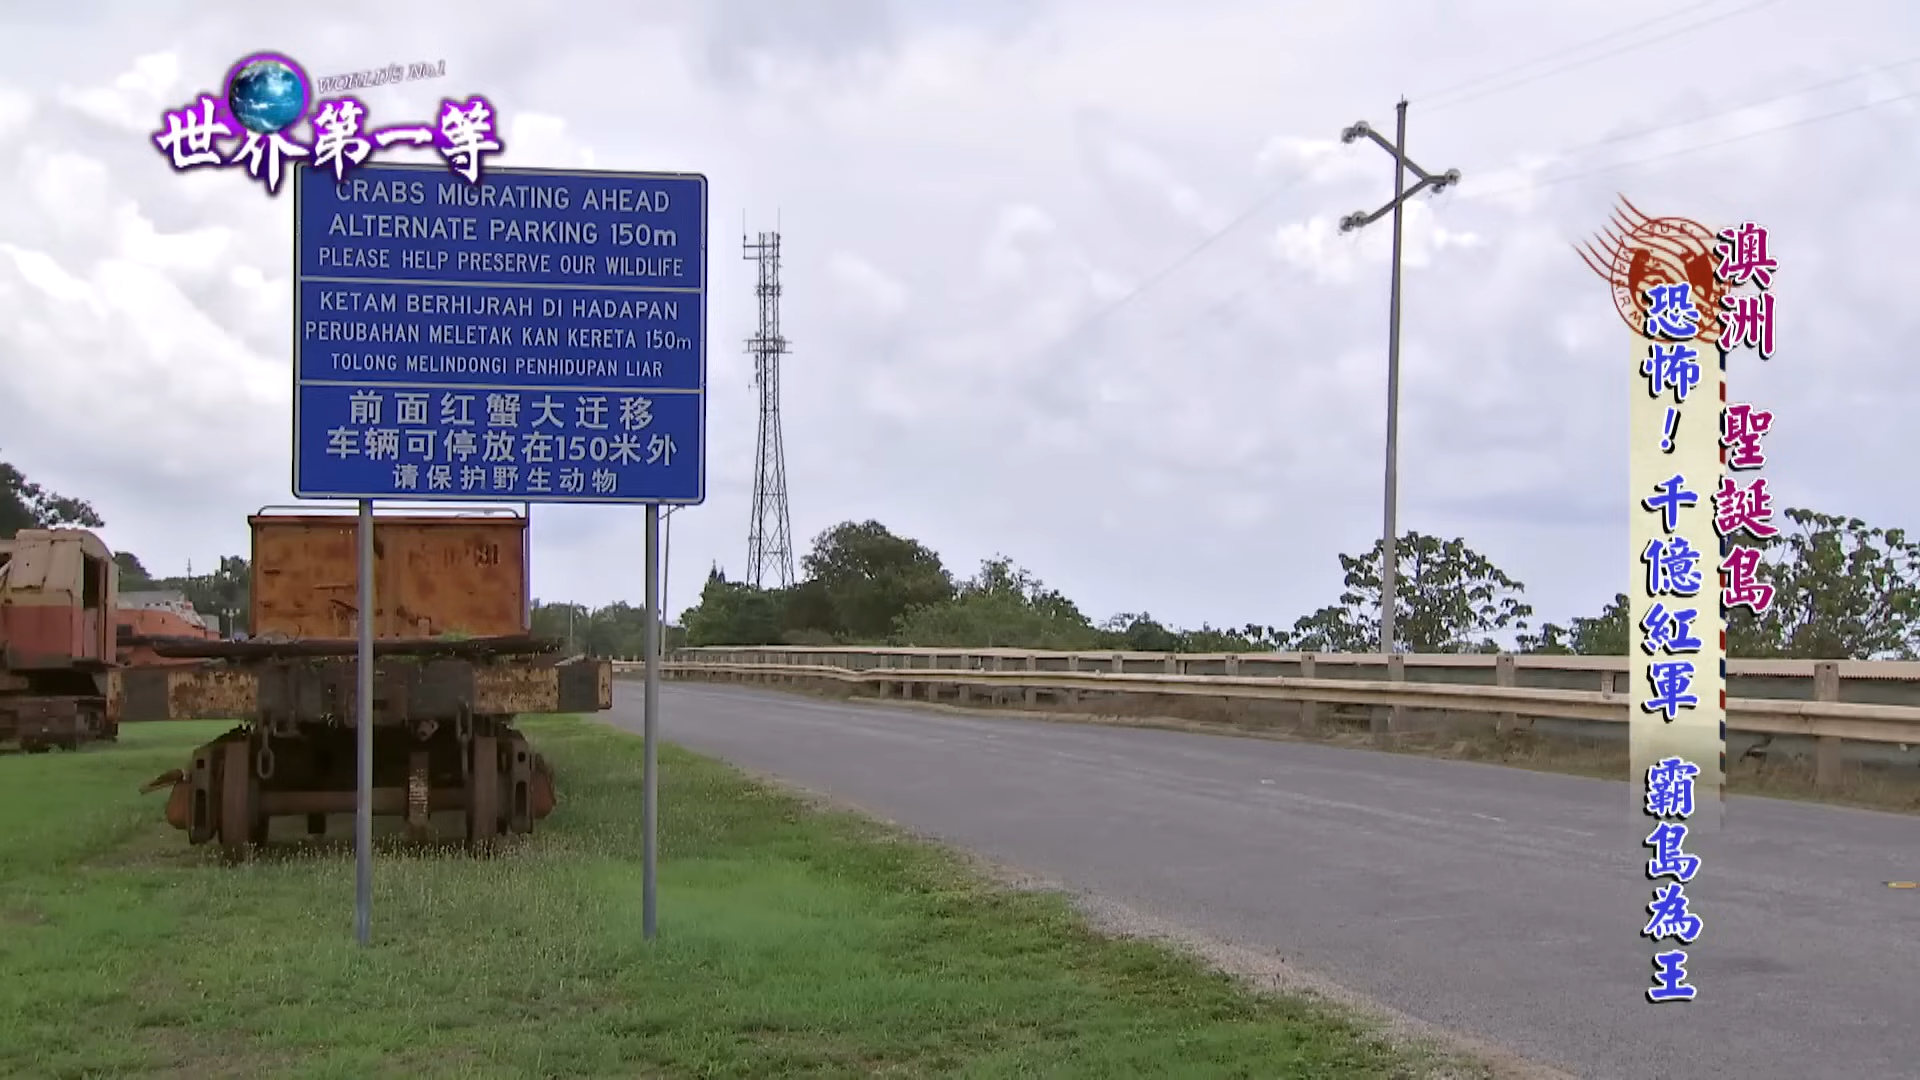 WORLD'S No.1
世界第一等
CRABS MIGRATING AHEAD
ALTERNATE PARKING 150m
PLEASE HELP PRESERVE OUR WILDLIFE
KETAM BERHIJRAH DI HADAPAN
PERUBAHAN MELETAK KAN KERETA 150m
TOLONG MELINDONGI PENHIDUPAN LIAR
前面红蟹大迁移
车辆可停放在150米外
请保护野生动物
澳洲 聖誕島
恐怖！千億紅軍 霸島為王